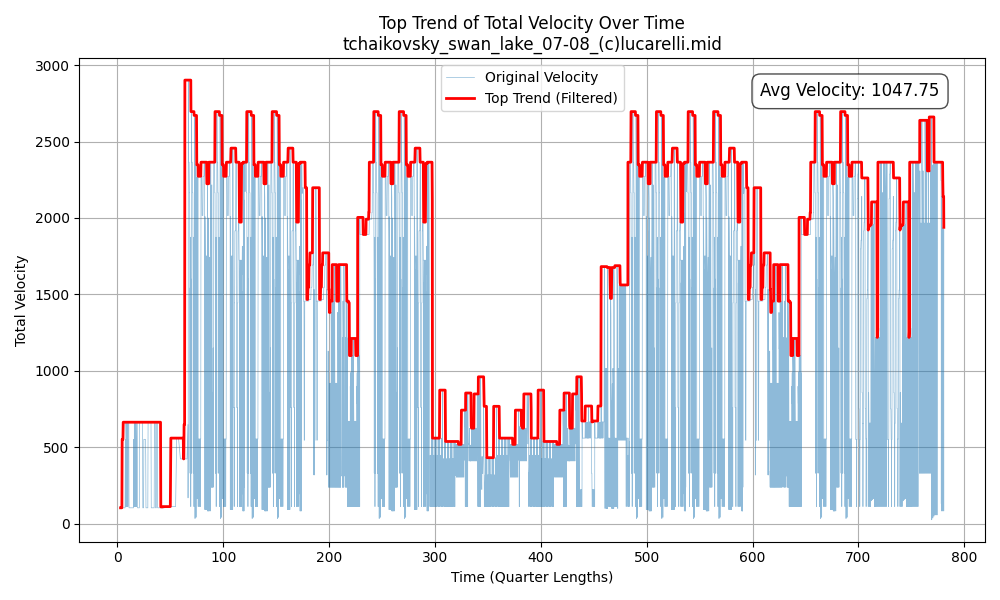 Top Trend of Total Velocity Over Time
tchaikovsky_swan_lake_07-08_(c)lucarelli.mid
Original Velocity
Top Trend (Filtered)
Avg Velocity: 1047.75
Total Velocity
3000
2500
2000
1500
1000
500
0
0 100 200 300 400 500 600 700 800
Time (Quarter Lengths)